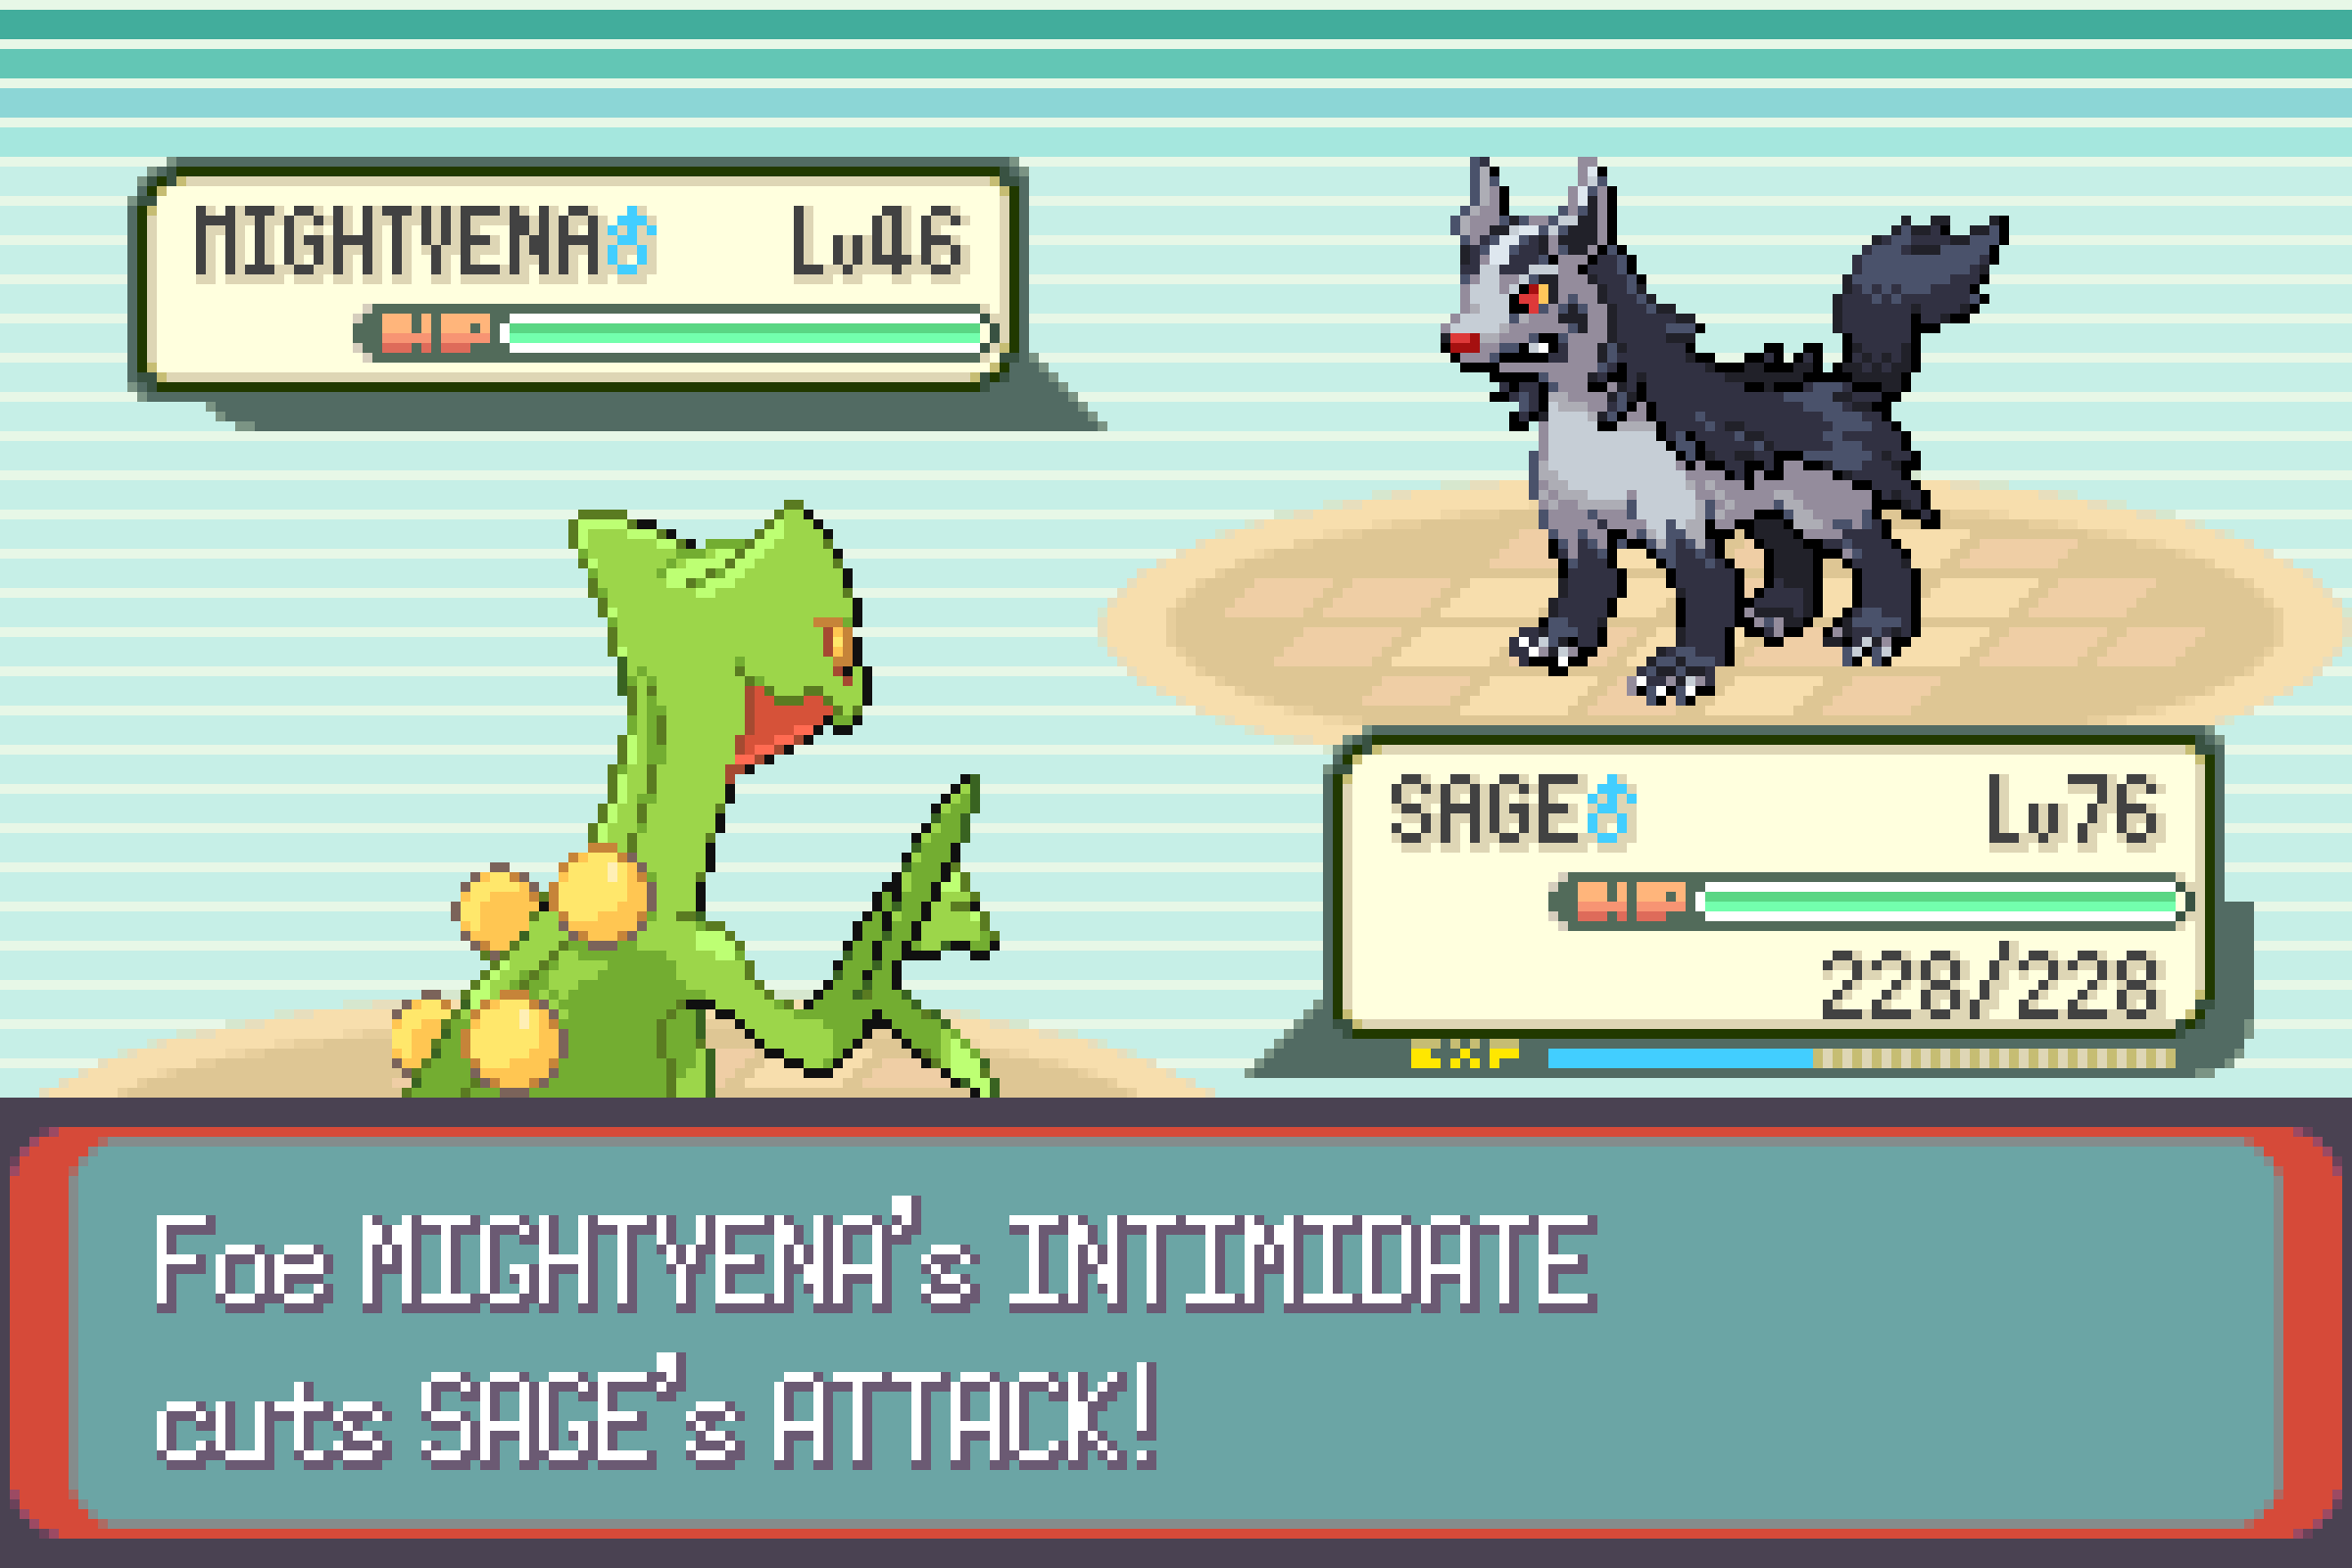 MIGHTYENA♂ Lv46
HP
SAGE♂ Lv76
HP
228/228
EXP
Foe MIGHTYENA's INTIMIDATE
cuts SAGE's ATTACK!